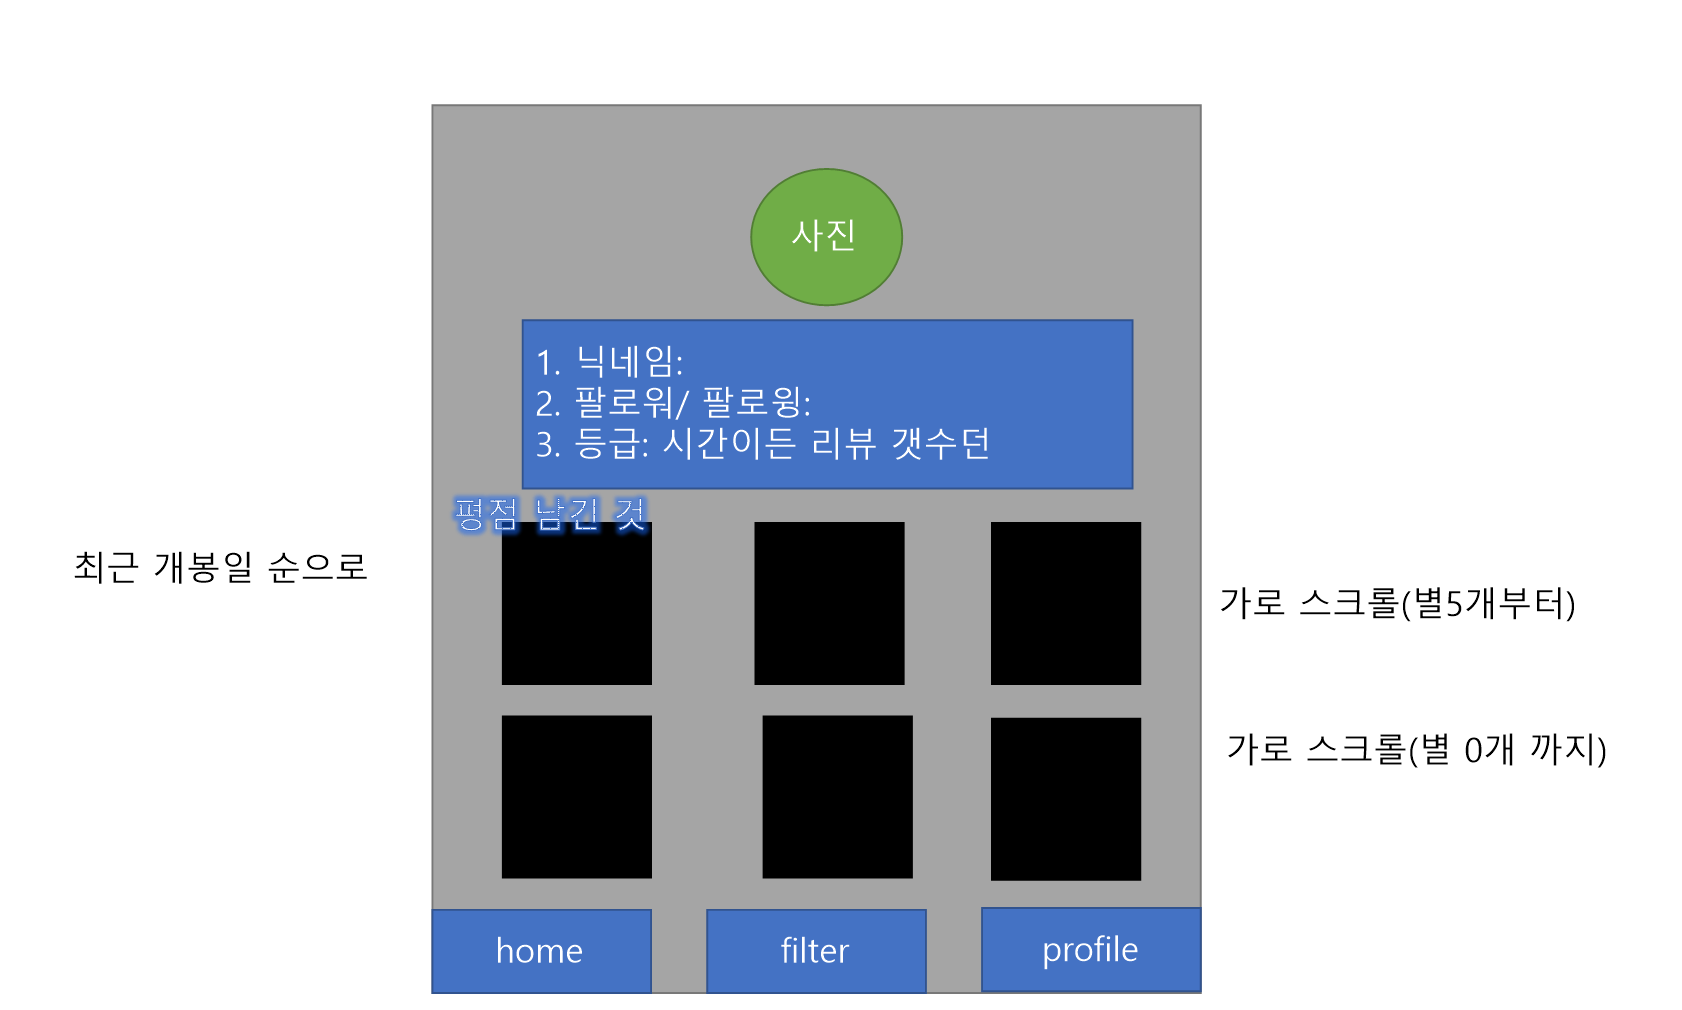 사진
1. 닉네임:
2. 팔로워/ 팔로윙:
3. 등급: 시간이든 리뷰 갯수던
평점 남긴 것
최근 개봉일 순으로
가로 스크롤(별5개부터)
가로 스크롤(별 0개 까지)
home
filter
profile